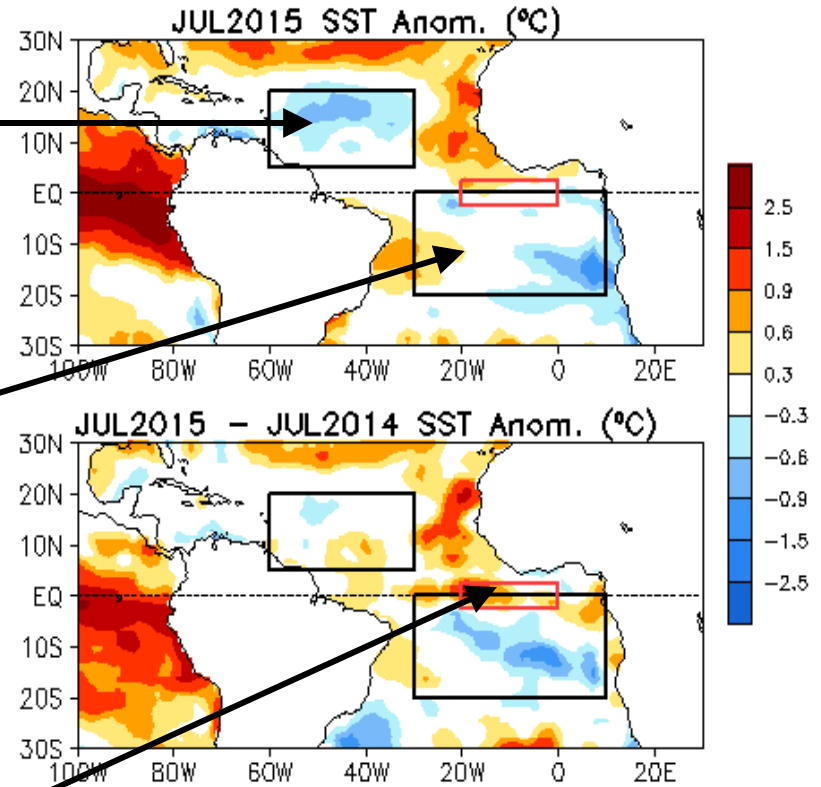 JUL2015 SST Anom. (ºC)
30N
20N
10N
EQ
10S
20S
30S
100W 80W 60W 40W 20W 0 20E
JUL2015 – JUL2014 SST Anom. (ºC)
30N
20N
10N
EQ
10S
20S
30S
100W 80W 60W 40W 20W 0 20E
2.5
1.5
0.9
0.6
0.3
−0.3
−0.6
−0.9
−1.5
−2.5